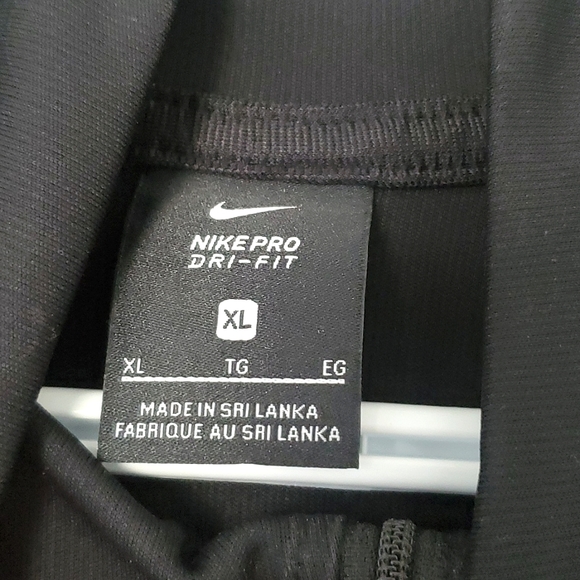 NIKE PRO
DRI-FIT
XL
XL TG EG
MADE IN SRI LANKA
FABRIQUE AU SRI LANKA